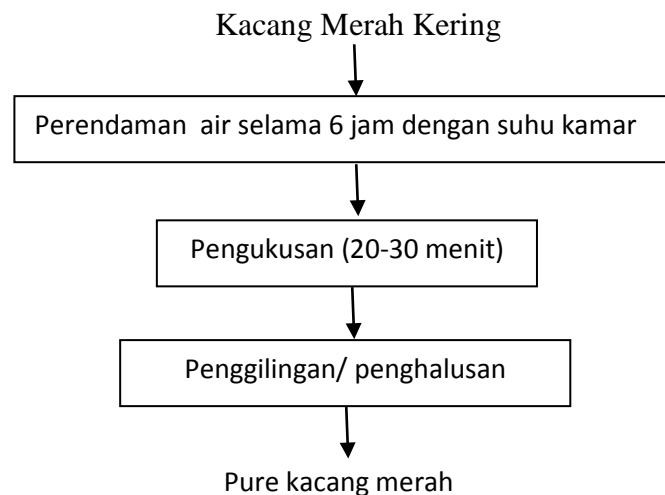 Kacang Merah Kering
Perendaman air selama 6 jam dengan suhu kamar
Pengukusan (20-30 menit)
Penggilingan/ penghalusan
Pure kacang merah